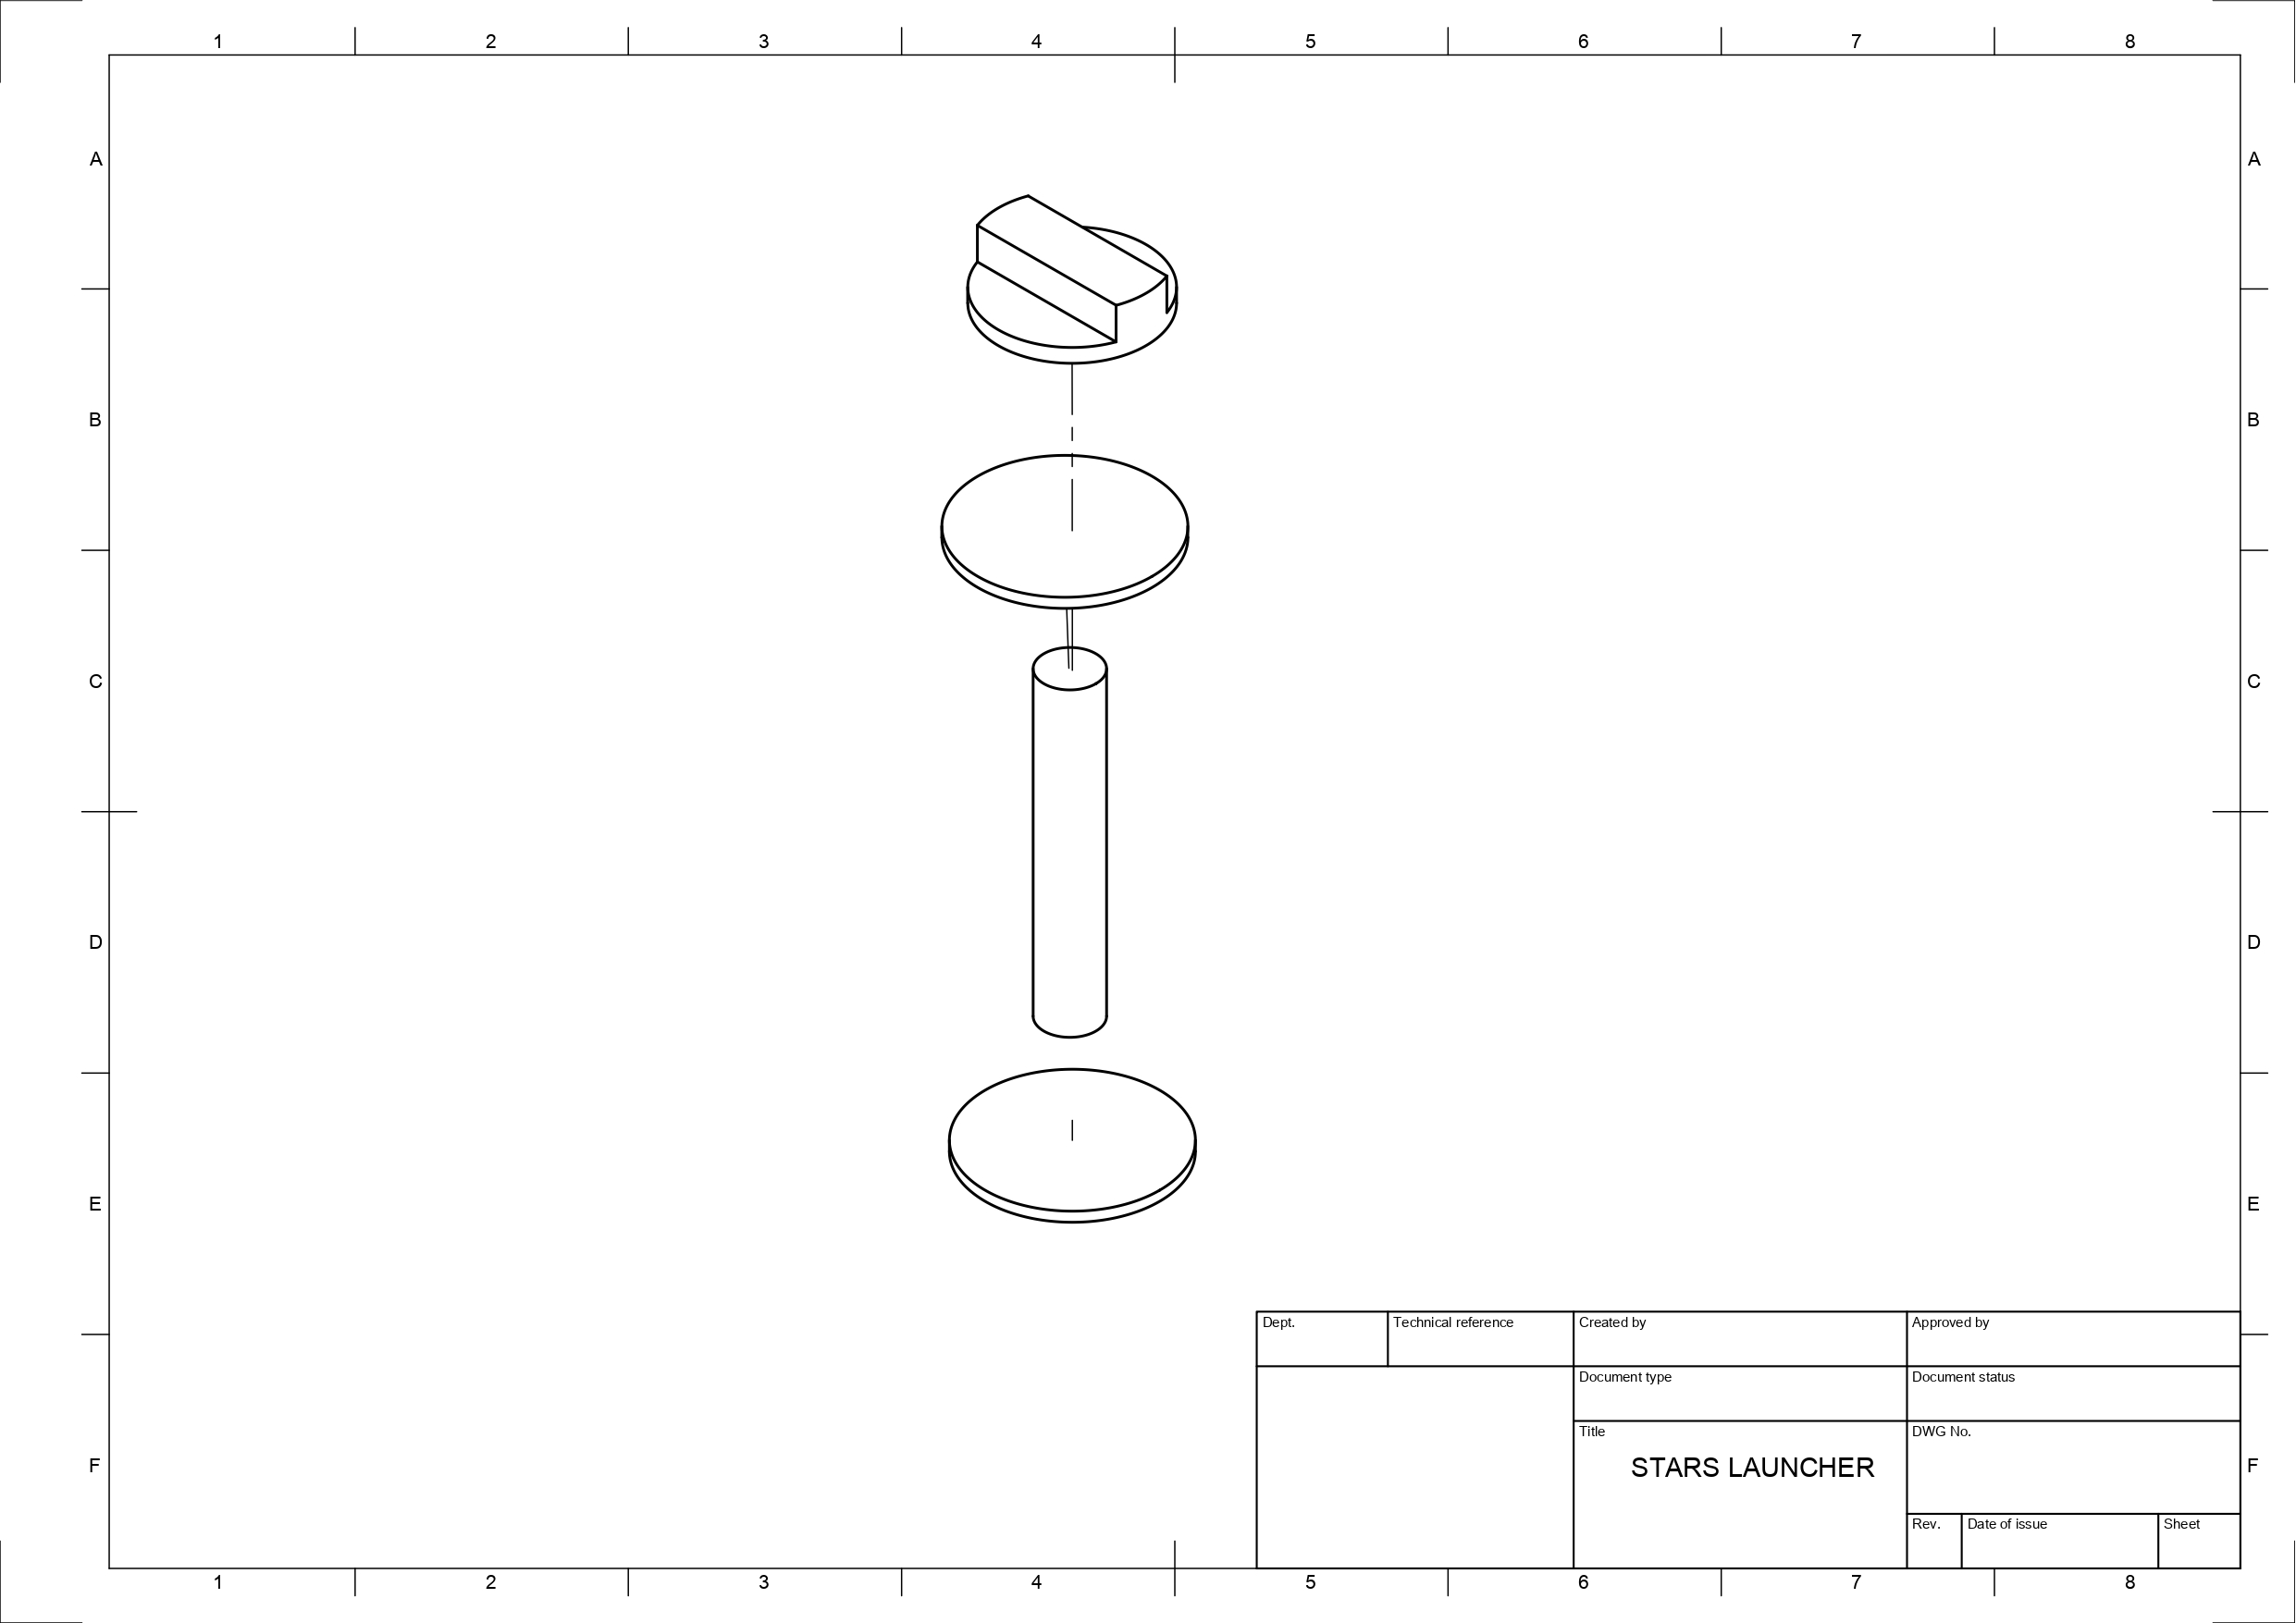 1 2 3 4 5 6 7 8
A A
B B
C C
D D
E E
Dept. Technical reference Created by Approved by
Document type Document status
Title DWG No.
STARS LAUNCHER
F F
Rev. Date of issue Sheet
1 2 3 4 5 6 7 8